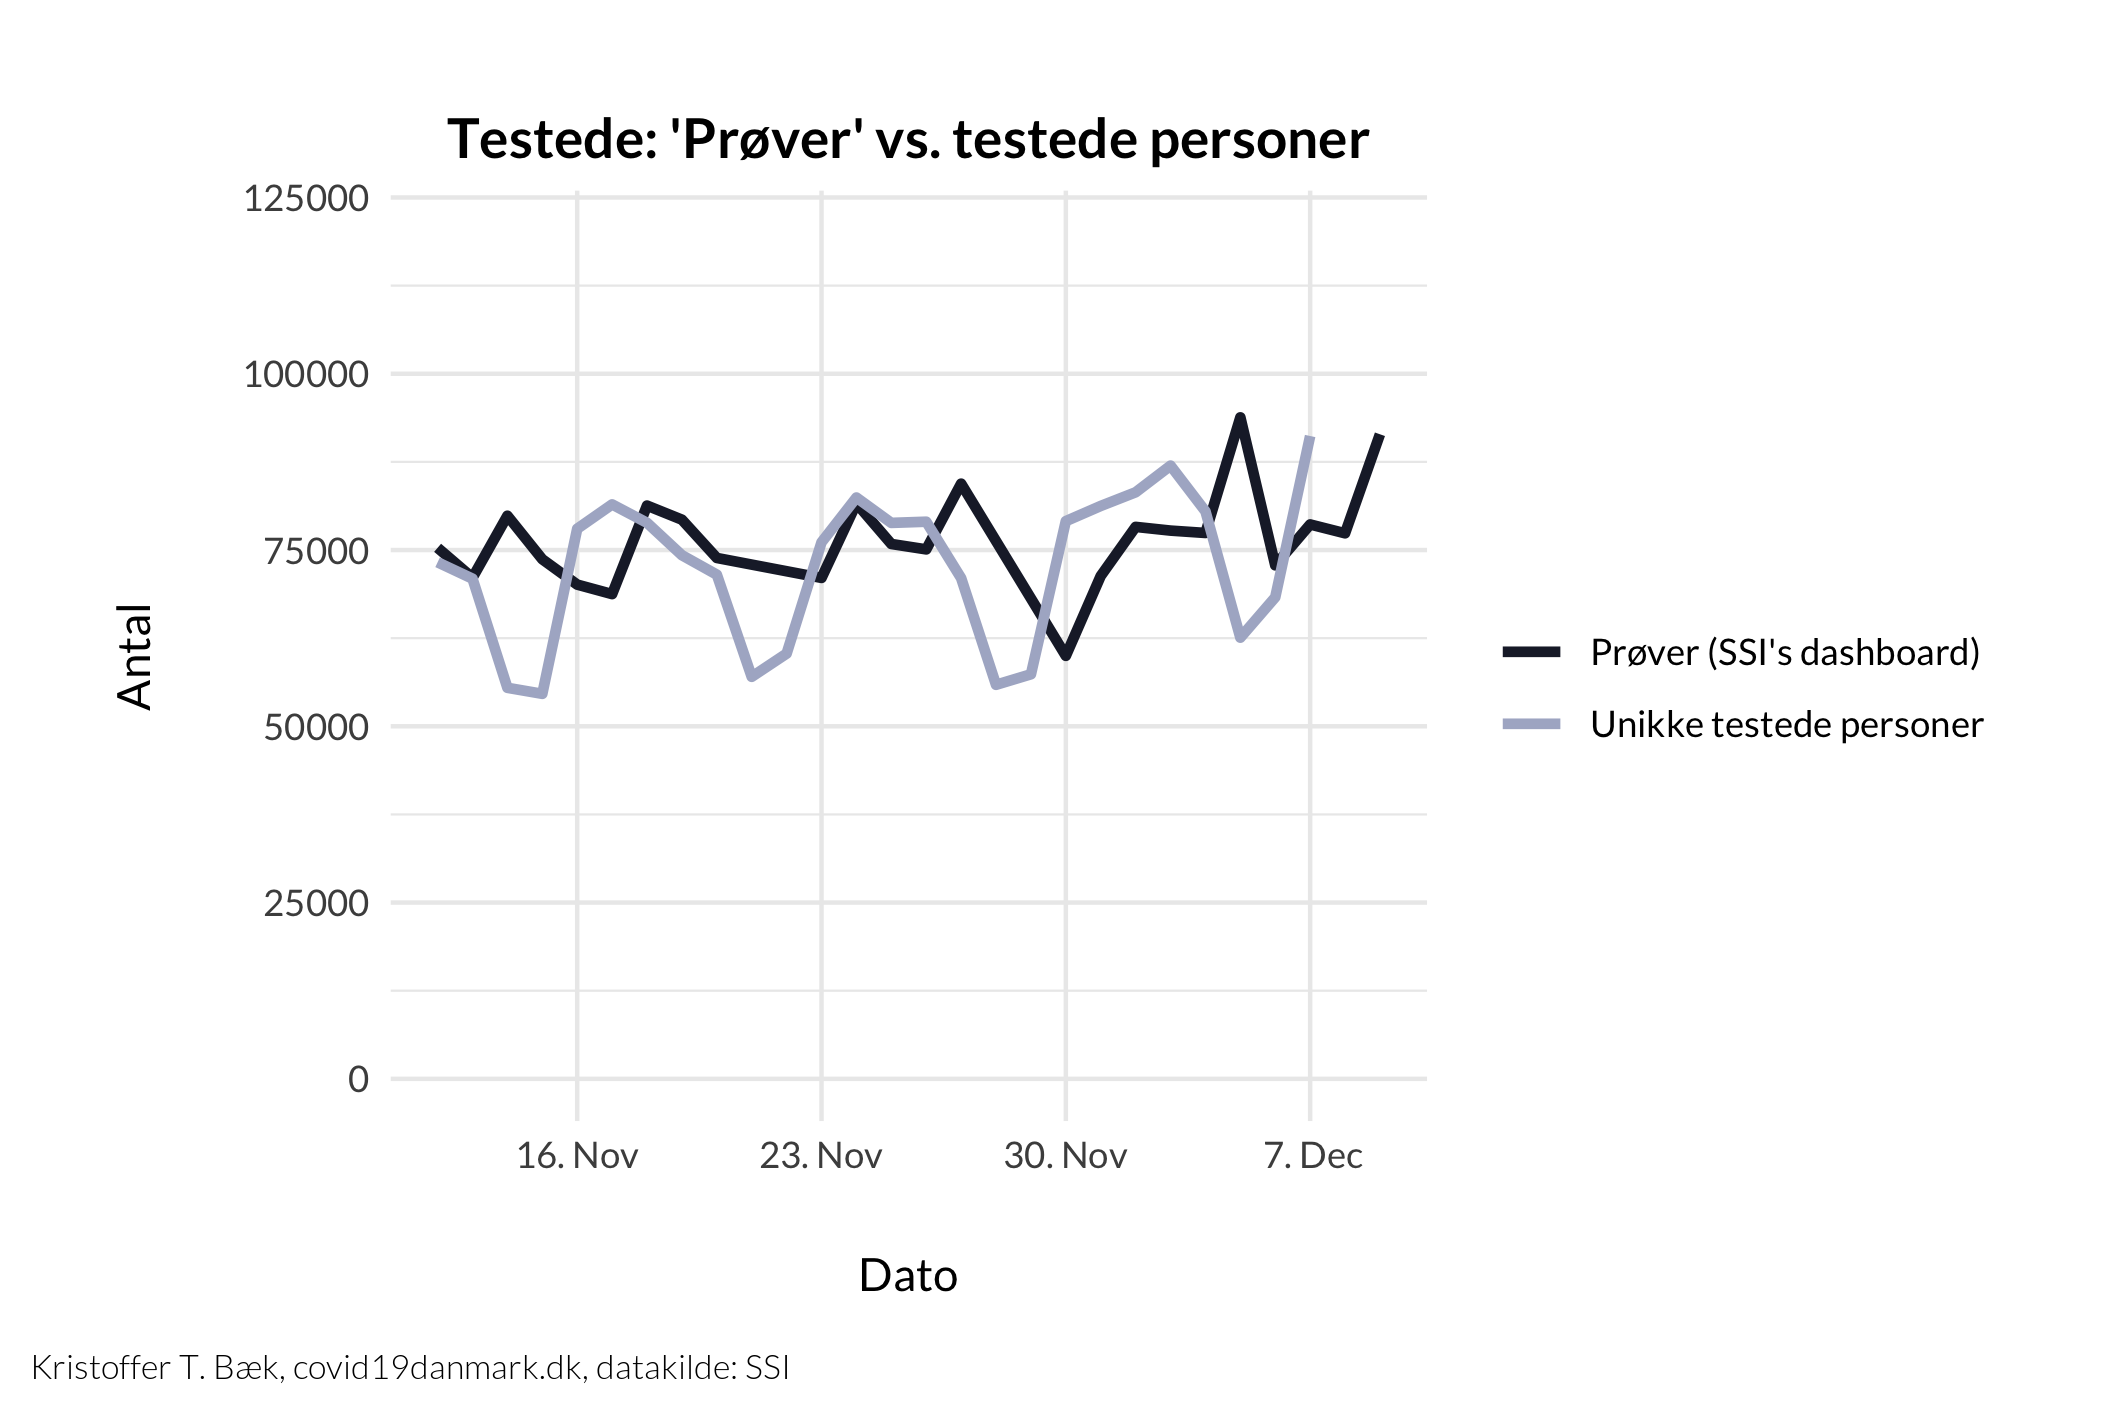 Testede: 'Prøver' vs. testede personer
125000
100000
75000
50000
25000
0
Antal
16. Nov 23. Nov 30. Nov 7. Dec
Dato
Prøver (SSI's dashboard)
Unikke testede personer
Kristoffer T. Bæk, covid19danmark.dk, datakilde: SSI